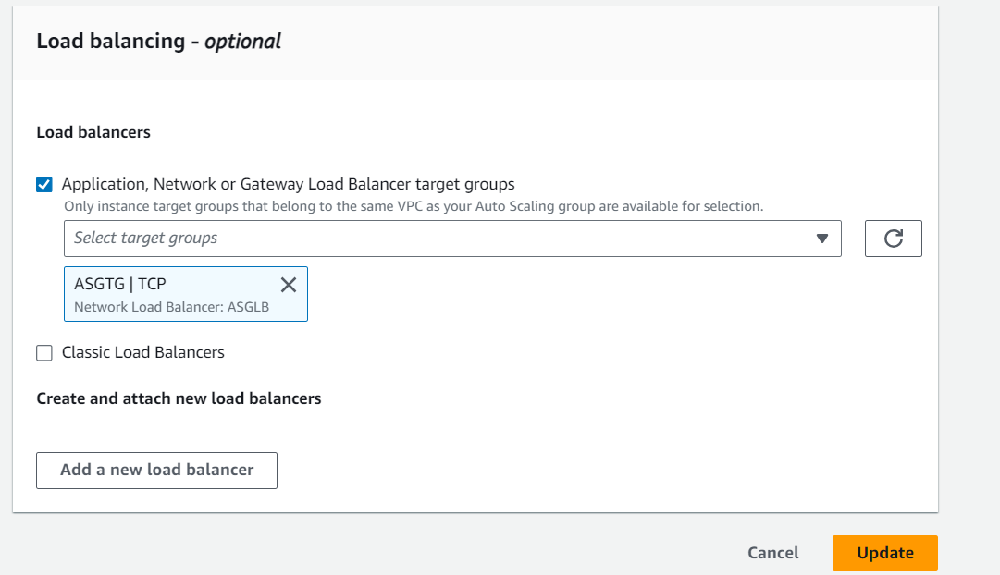 Load balancing - optional
Load balancers
Application, Network or Gateway Load Balancer target groups
Only instance target groups that belong to the same VPC as your Auto Scaling group are available for selection.
Select target groups
ASGTG | TCP
Network Load Balancer: ASGLB
Classic Load Balancers
Create and attach new load balancers
Add a new load balancer
Cancel
Update